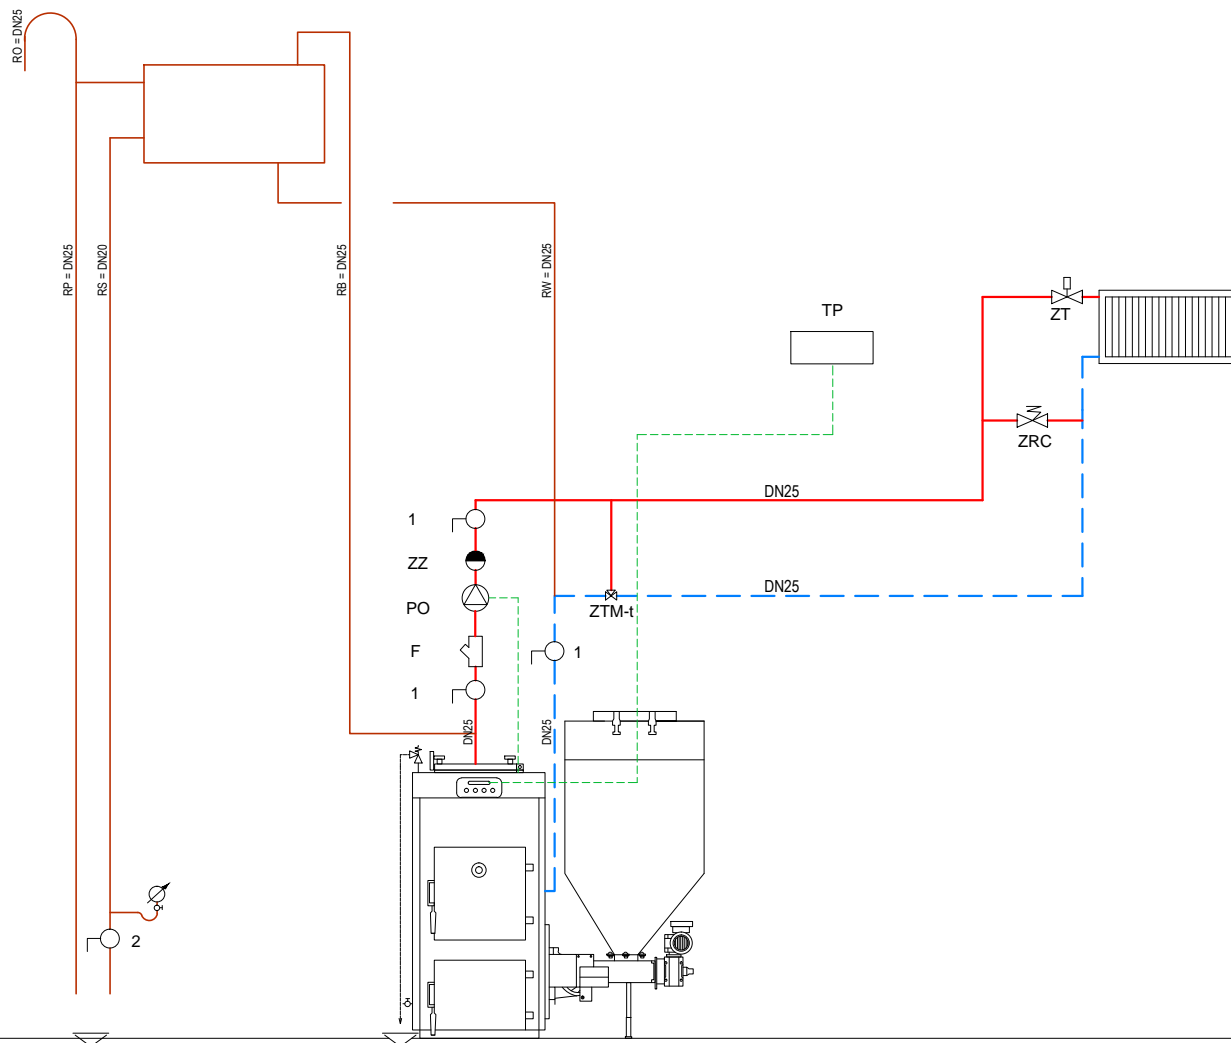 RO = DN25
RP = DN25
RS = DN20
RB = DN25
RW = DN25
TP
ZT
ZRC
DN25
1
ZZ
PO
DN25
ZTM-t
F
1
1
DN25
DN25
2